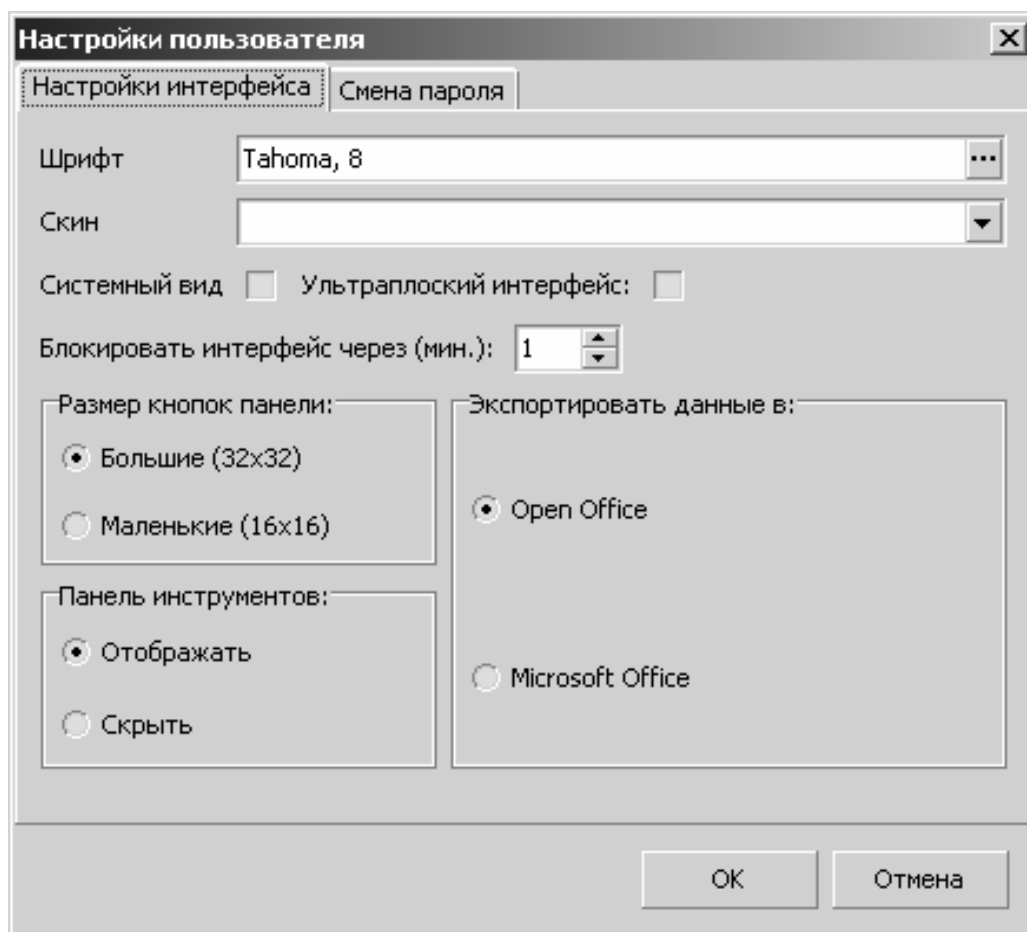 Настройки пользователя
Настройки интерфейса Смена пароля
Шрифт Tahoma, 8 ...
Скин
Системный вид Ультраплоский интерфейс:
Блокировать интерфейс через (мин.): 1
Размер кнопок панели:
Большие (32x32)
Маленькие (16x16)
Панель инструментов:
Отображать
Скрыть
Экспортировать данные в:
Open Office
Microsoft Office
OK Отмена